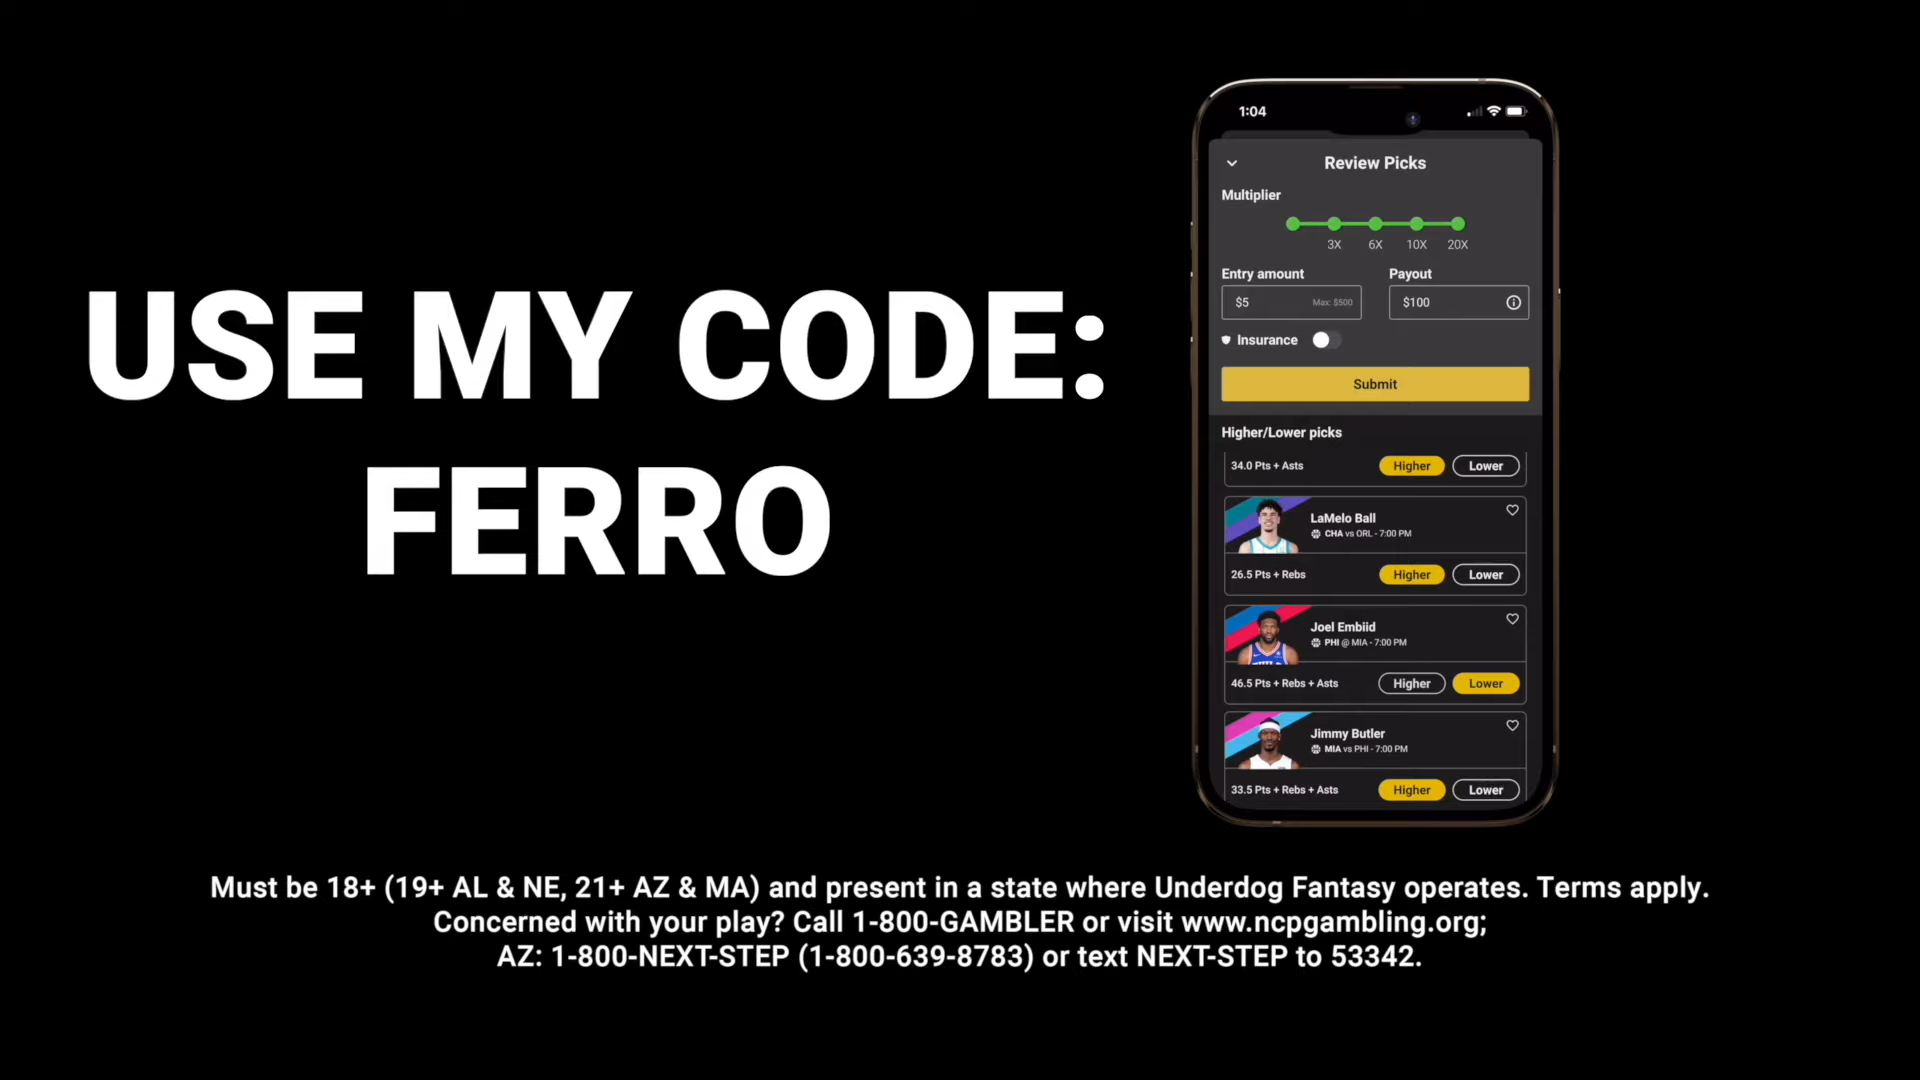 USE MY CODE:
FERRO
1:04
Review Picks
Multiplier
3X 6X 10X 20X
Entry amount Payout
$5 Max: $500 $100
Insurance
Submit
Higher/Lower picks
34.0 Pts + Asts Higher Lower
LaMelo Ball
CHA vs ORL - 7:00 PM
26.5 Pts + Rebs Higher Lower
Joel Embiid
PHI @ MIA - 7:00 PM
46.5 Pts + Rebs + Asts Higher Lower
Jimmy Butler
MIA vs PHI - 7:00 PM
33.5 Pts + Rebs + Asts Higher Lower
Must be 18+ (19+ AL & NE, 21+ AZ & MA) and present in a state where Underdog Fantasy operates. Terms apply.
Concerned with your play? Call 1-800-GAMBLER or visit www.ncpgambling.org;
AZ: 1-800-NEXT-STEP (1-800-639-8783) or text NEXT-STEP to 53342.